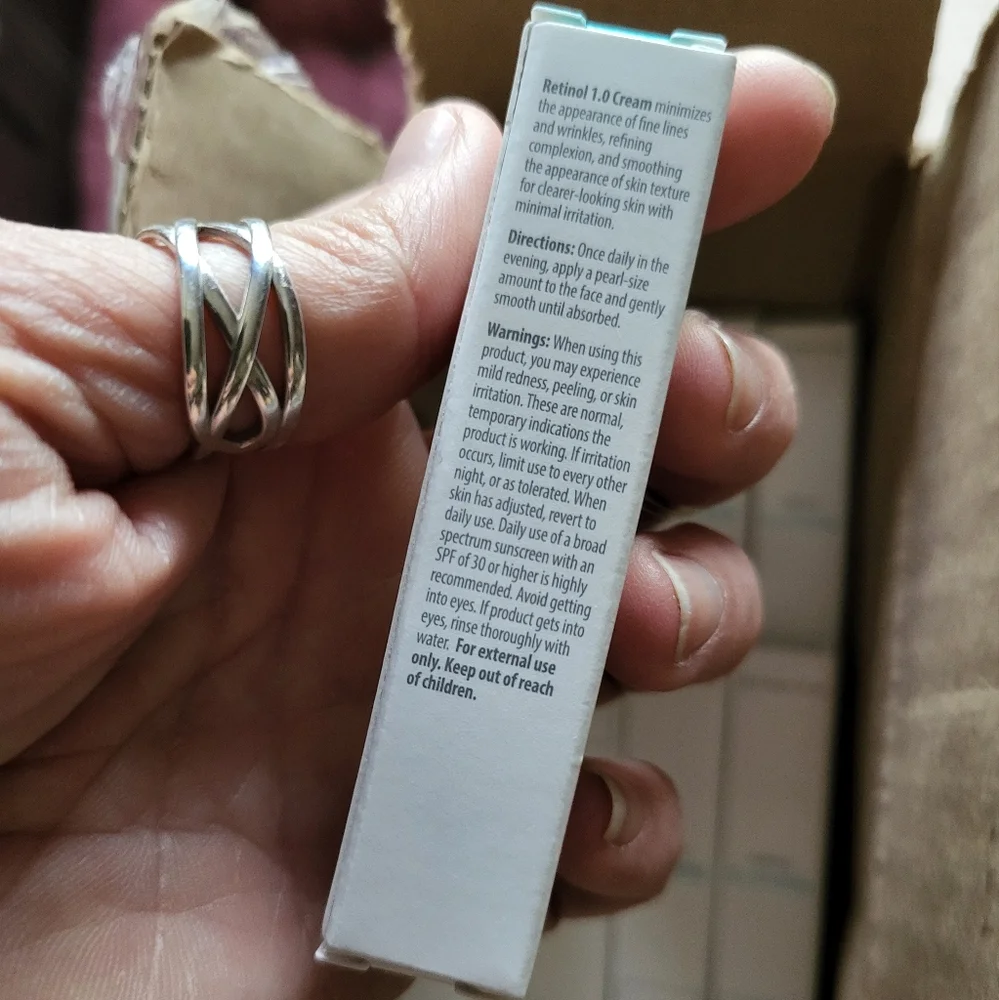 Retinol 1.0 Cream minimizes
the appearance of fine lines
and wrinkles, refining
complexion, and smoothing
the appearance of skin texture
for clearer-looking skin with
minimal irritation.
Directions: Once daily in the
evening, apply a pearl-size
amount to the face and gently
smooth until absorbed.
Warnings: When using this
product, you may experience
mild redness, peeling, or skin
irritation. These are normal,
temporary indications the
product is working. If irritation
occurs, limit use to every other
night, or as tolerated. When
skin has adjusted, revert to
daily use. Daily use of a broad
spectrum sunscreen with an
SPF of 30 or higher is highly
recommended. Avoid getting
into eyes. If product gets into
eyes, rinse thoroughly with
water. For external use
only. Keep out of reach
of children.